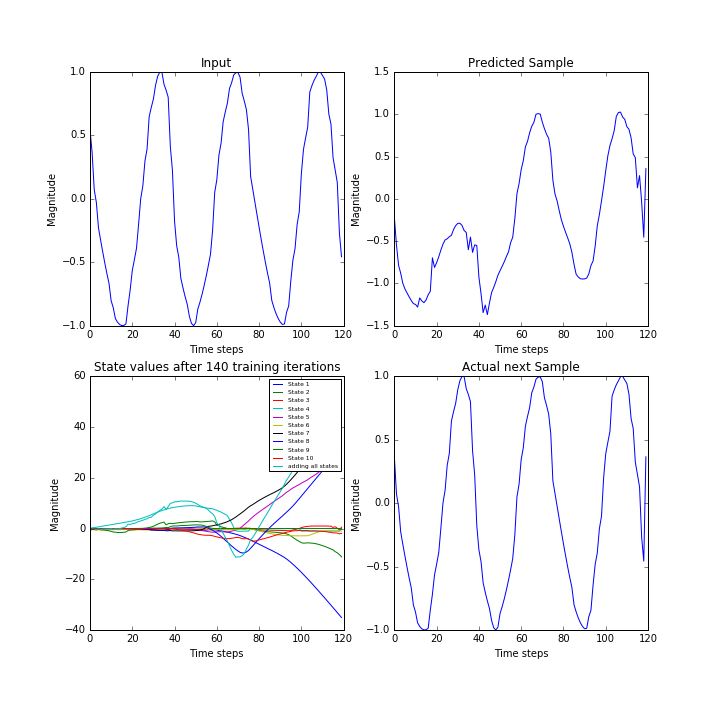 Input
1.0
0.5
0.0
−0.5
−1.0
Magnitude
0 20 40 60 80 100 120
Time steps
Predicted Sample
1.5
1.0
0.5
0.0
−0.5
−1.0
−1.5
Magnitude
0 20 40 60 80 100 120
Time steps
State values after 140 training iterations
60
40
20
0
−20
−40
Magnitude
State 1
State 2
State 3
State 4
State 5
State 6
State 7
State 8
State 9
State 10
adding all states
0 20 40 60 80 100 120
Time steps
Actual next Sample
1.0
0.5
0.0
−0.5
−1.0
Magnitude
0 20 40 60 80 100 120
Time steps